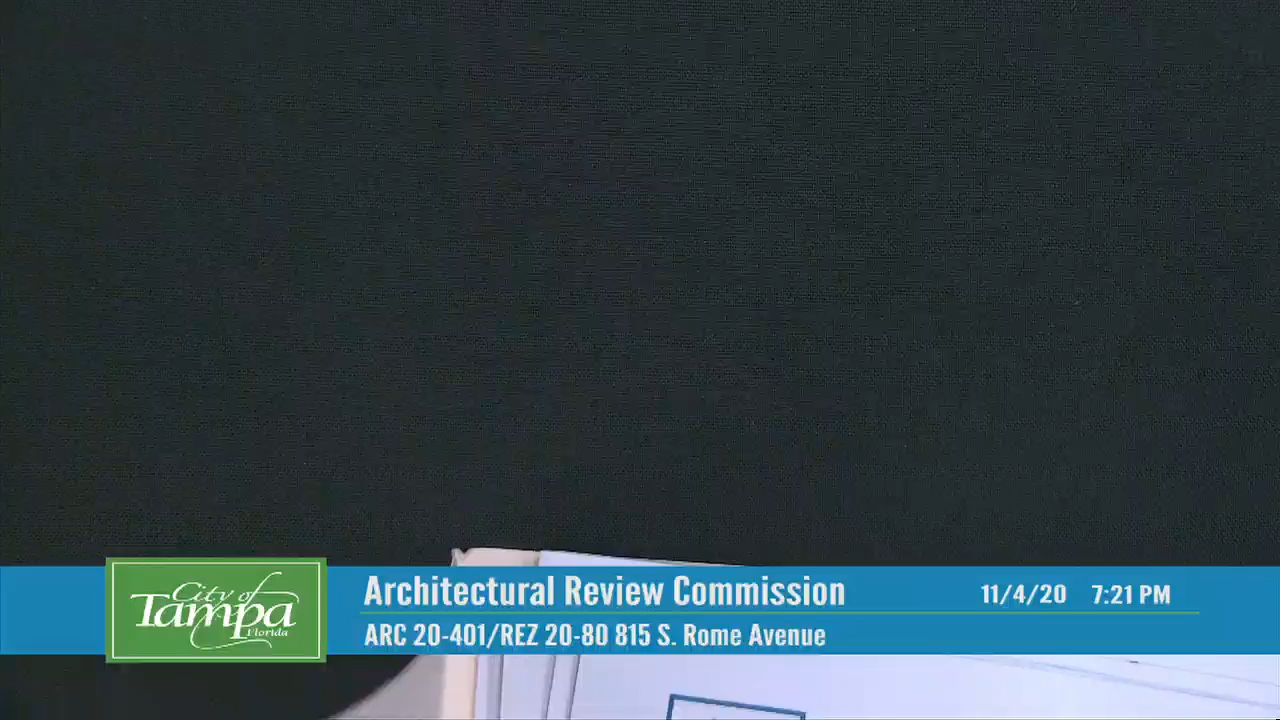 City of
Tampa
Florida
Architectural Review Commission
11/4/20 7:21 PM
ARC 20-401/REZ 20-80 815 S. Rome Avenue